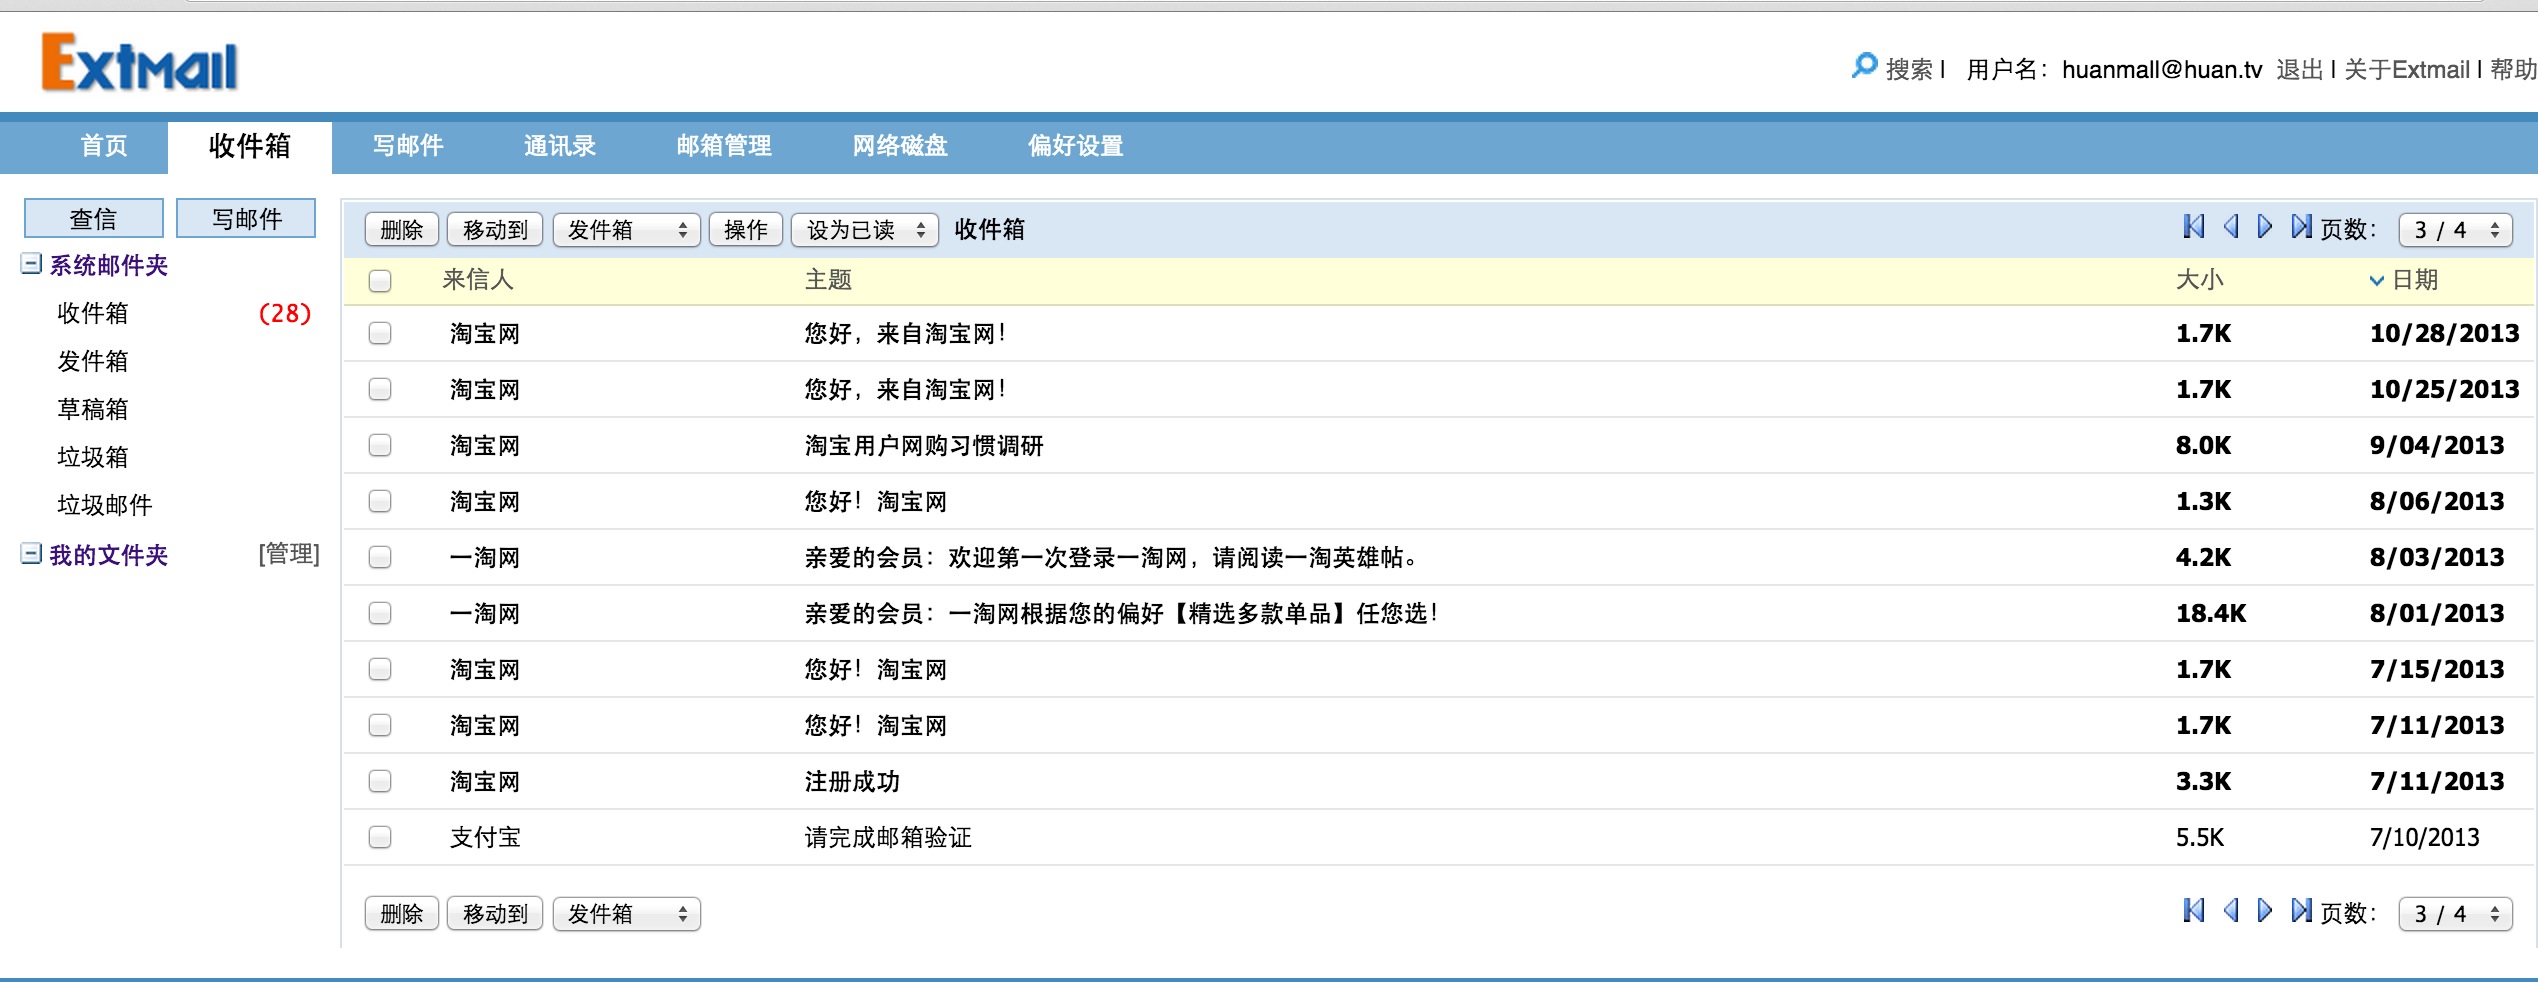 Extmail
搜索 | 用户名：huanmall@huan.tv 退出 | 关于Extmail | 帮助
首页 收件箱 写邮件 通讯录 邮箱管理 网络磁盘 偏好设置
查信 写邮件
系统邮件夹
收件箱 (28)
发件箱
草稿箱
垃圾箱
垃圾邮件
我的文件夹 [管理]
删除 移动到 发件箱 操作 设为已读 收件箱 页数： 3 / 4
来信人 主题 大小 日期
淘宝网 您好，来自淘宝网！ 1.7K 10/28/2013
淘宝网 您好，来自淘宝网！ 1.7K 10/25/2013
淘宝网 淘宝用户网购习惯调研 8.0K 9/04/2013
淘宝网 您好！淘宝网 1.3K 8/06/2013
一淘网 亲爱的会员：欢迎第一次登录一淘网，请阅读一淘英雄帖。 4.2K 8/03/2013
一淘网 亲爱的会员：一淘网根据您的偏好【精选多款单品】任您选！ 18.4K 8/01/2013
淘宝网 您好！淘宝网 1.7K 7/15/2013
淘宝网 您好！淘宝网 1.7K 7/11/2013
淘宝网 注册成功 3.3K 7/11/2013
支付宝 请完成邮箱验证 5.5K 7/10/2013
删除 移动到 发件箱 页数： 3 / 4